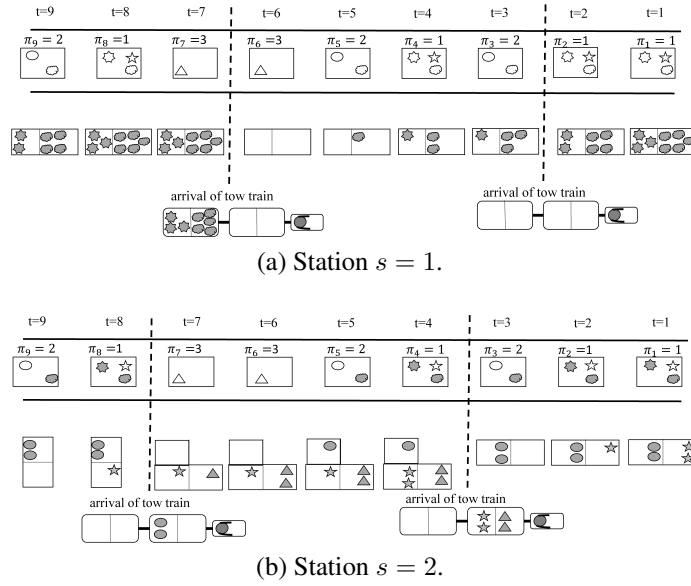 t=9 t=8 t=7 t=6 t=5 t=4 t=3 t=2 t=1
π₉ = 2 π₈ =1 π₇ =3 π₆ =3 π₅ = 2 π₄ = 1 π₃ = 2 π₂ =1 π₁ = 1
arrival of tow train arrival of tow train
(a) Station s = 1.
t=9 t=8 t=7 t=6 t=5 t=4 t=3 t=2 t=1
π₉ = 2 π₈ =1 π₇ =3 π₆ =3 π₅ = 2 π₄ = 1 π₃ = 2 π₂ =1 π₁ = 1
arrival of tow train arrival of tow train
(b) Station s = 2.